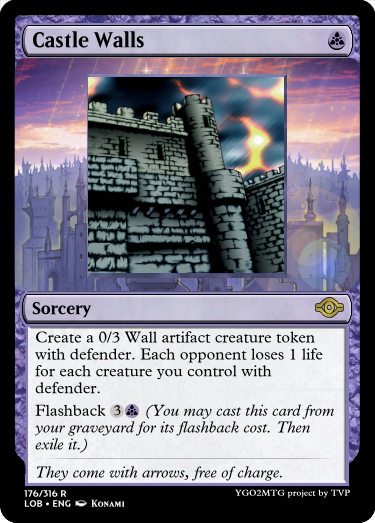 Castle Walls
Sorcery
Create a 0/3 Wall artifact creature token
with defender. Each opponent loses 1 life
for each creature you control with
defender.
Flashback 3 (You may cast this card from
your graveyard for its flashback cost. Then
exile it.)
They come with arrows, free of charge.
176/316 R
YGO2MTG project by TVP
LOB • ENG Konami